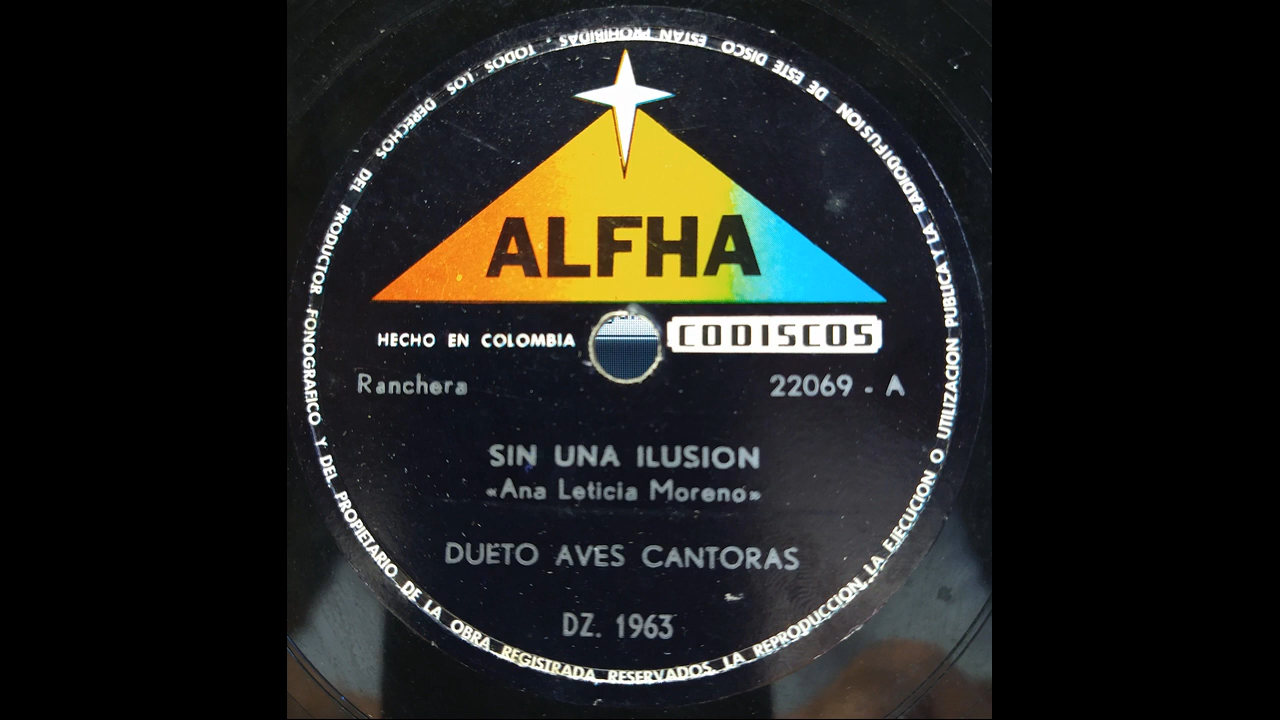 ALFHA
HECHO EN COLOMBIA
CODISCOS
Ranchera
22069 - A
SIN UNA ILUSION
«Ana Leticia Moreno»
DUETO AVES CANTORAS
DZ. 1963
TODOS LOS DERECHOS DEL PRODUCTOR FONOGRAFICO Y DEL PROPIETARIO DE LA OBRA REGISTRADA RESERVADOS. LA REPRODUCCION, LA EJECUCION O UTILIZACION PUBLICA Y LA RADIODIFUSION DE ESTE DISCO ESTAN PROHIBIDAS .